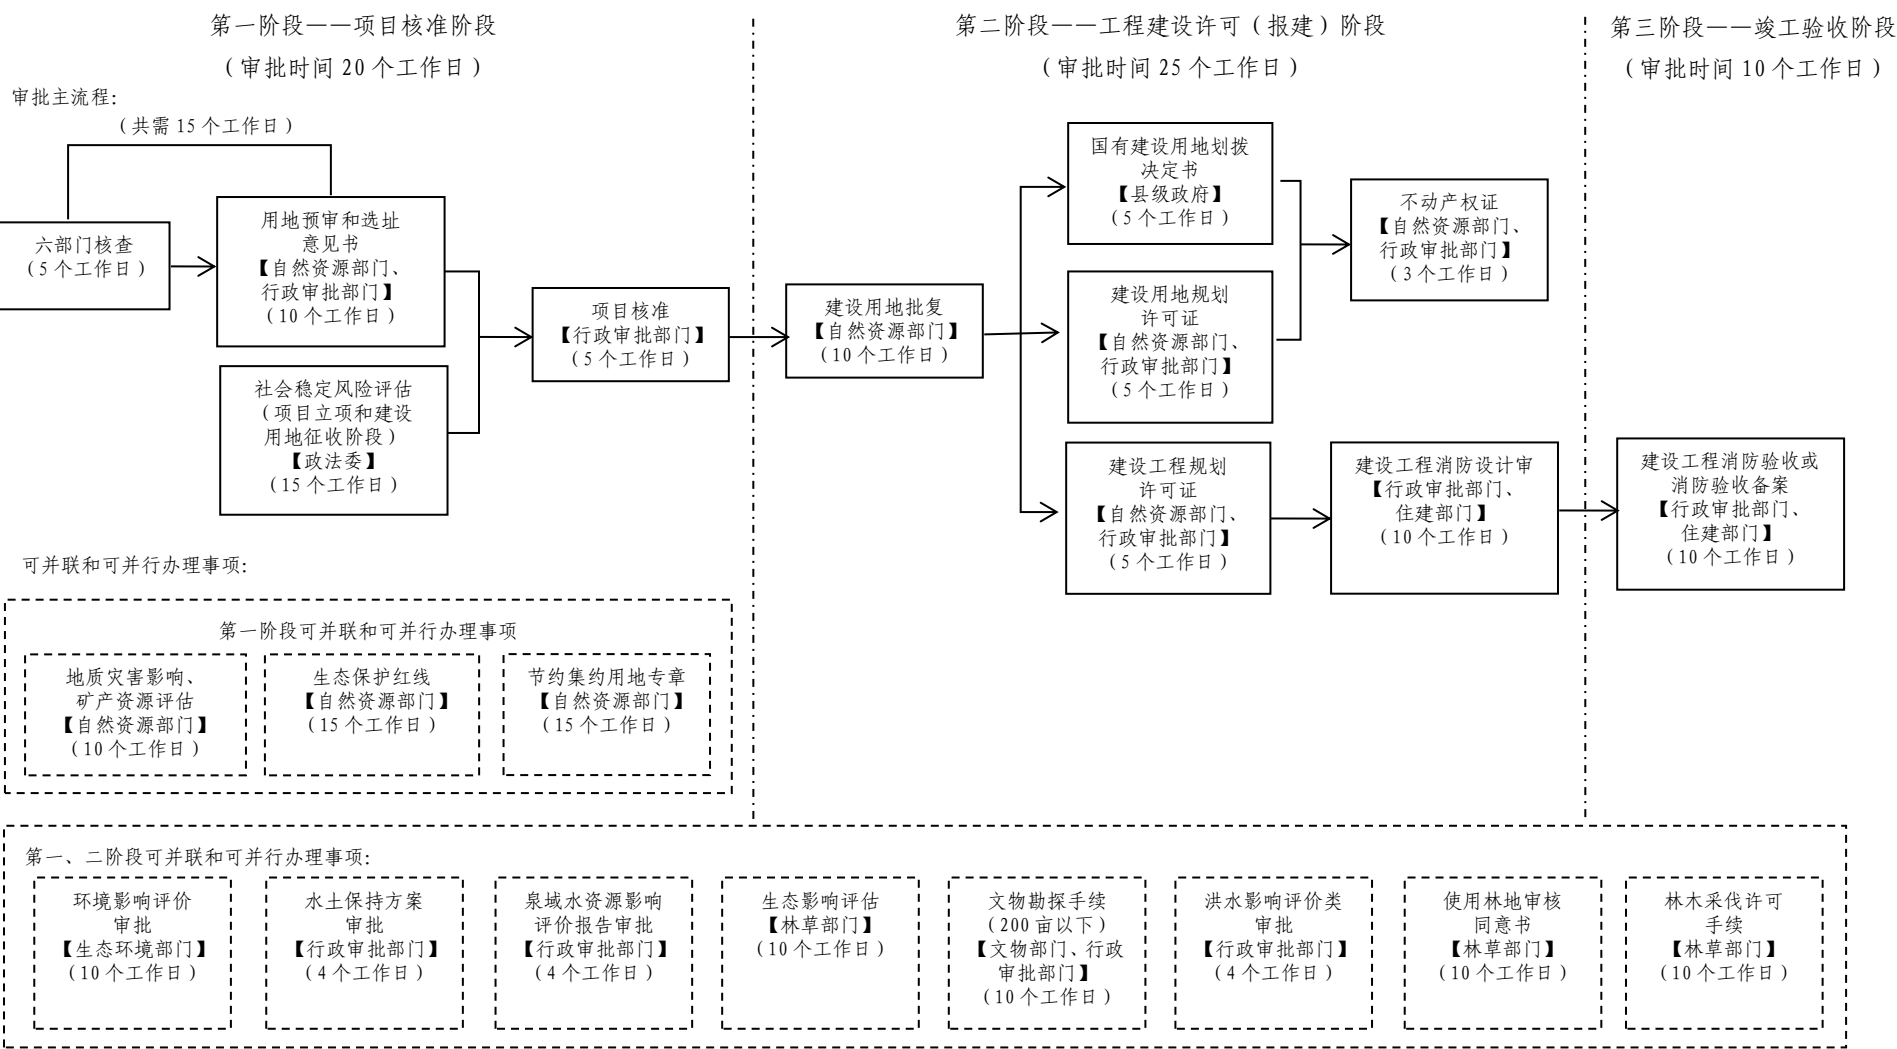 第一阶段——项目核准阶段
（审批时间 20 个工作日）
第二阶段——工程建设许可（报建）阶段
（审批时间 25 个工作日）
第三阶段——竣工验收阶段
（审批时间 10 个工作日）
审批主流程：
（共需 15 个工作日）
六部门核查
（5 个工作日）
用地预审和选址
意见书
【自然资源部门、
行政审批部门】
（10 个工作日）
社会稳定风险评估
（项目立项和建设
用地征收阶段）
【政法委】
（15 个工作日）
项目核准
【行政审批部门】
（5 个工作日）
建设用地批复
【自然资源部门】
（10 个工作日）
国有建设用地划拨
决定书
【县级政府】
（5 个工作日）
建设用地规划
许可证
【自然资源部门、
行政审批部门】
（5 个工作日）
不动产权证
【自然资源部门、
行政审批部门】
（3 个工作日）
建设工程规划
许可证
【自然资源部门、
行政审批部门】
（5 个工作日）
建设工程消防设计审
【行政审批部门、
住建部门】
（10 个工作日）
建设工程消防验收或
消防验收备案
【行政审批部门、
住建部门】
（10 个工作日）
可并联和可并行办理事项：
第一阶段可并联和可并行办理事项
地质灾害影响、
矿产资源评估
【自然资源部门】
（10 个工作日）
生态保护红线
【自然资源部门】
（15 个工作日）
节约集约用地专章
【自然资源部门】
（15 个工作日）
第一、二阶段可并联和可并行办理事项：
环境影响评价
审批
【生态环境部门】
（10 个工作日）
水土保持方案
审批
【行政审批部门】
（4 个工作日）
泉域水资源影响
评价报告审批
【行政审批部门】
（4 个工作日）
生态影响评估
【林草部门】
（10 个工作日）
文物勘探手续
（200 亩以下）
【文物部门、行政
审批部门】
（10 个工作日）
洪水影响评价类
审批
【行政审批部门】
（4 个工作日）
使用林地审核
同意书
【林草部门】
（10 个工作日）
林木采伐许可
手续
【林草部门】
（10 个工作日）